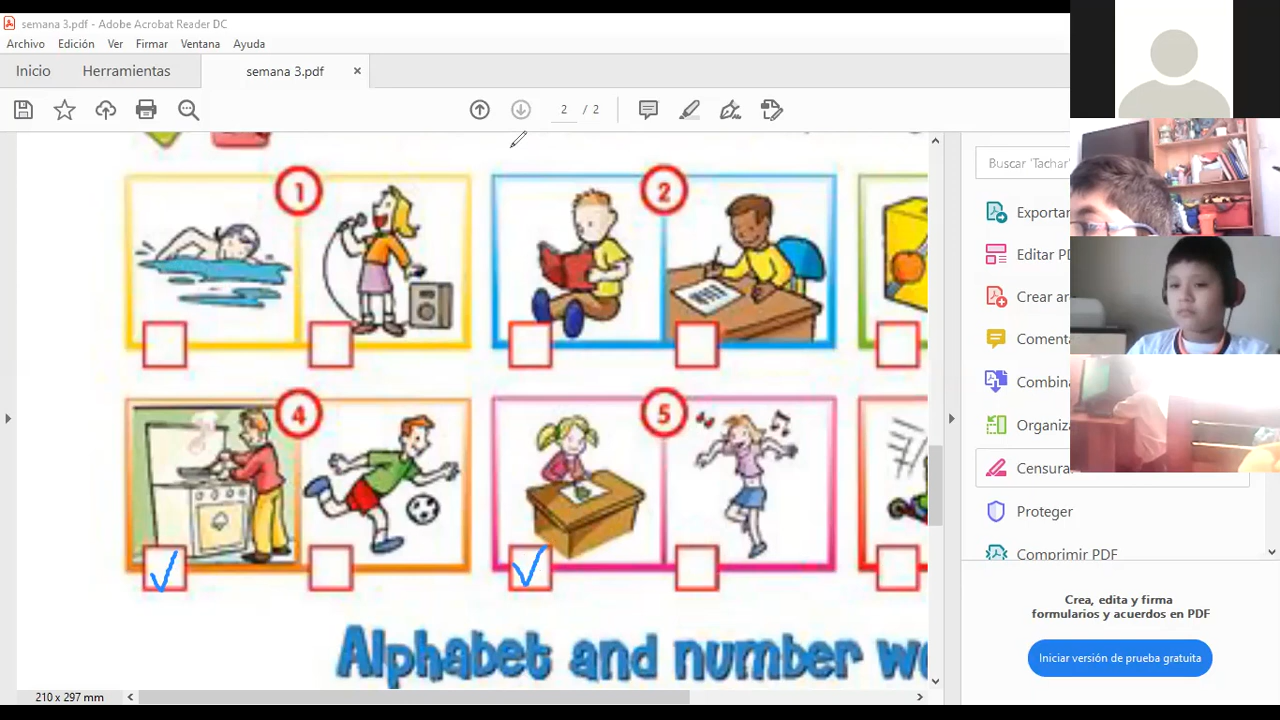 semana 3.pdf - Adobe Acrobat Reader DC
Archivo Edición Ver Firmar Ventana Ayuda
Inicio Herramientas semana 3.pdf ×
2 / 2
Buscar 'Tachar'
1
2
Exportar
Editar PD
Crear ar
Comenta
Combina
Organiza
4
5
Censura
Proteger
Comprimir PDF
Crea, edita y firma
formularios y acuerdos en PDF
Iniciar versión de prueba gratuita
Alphabet and number w
210 x 297 mm